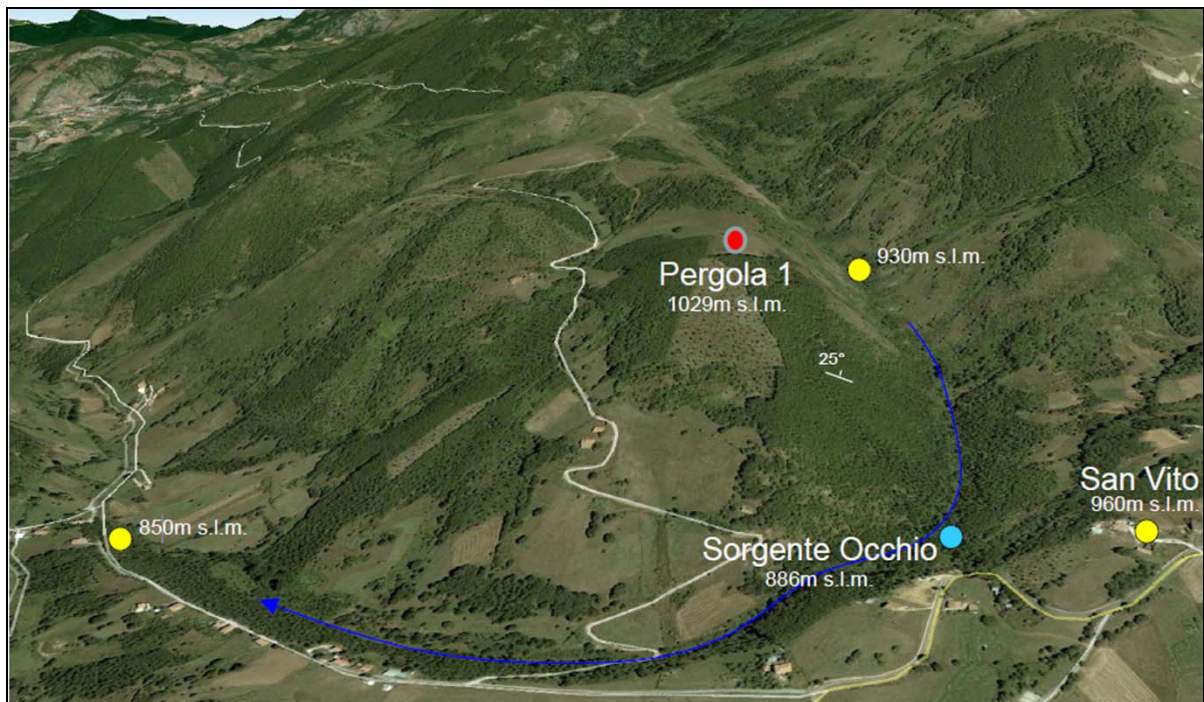 930m s.l.m.
Pergola 1
1029m s.l.m.
25°
San Vito
960m s.l.m.
850m s.l.m.
Sorgente Occhio
886m s.l.m.